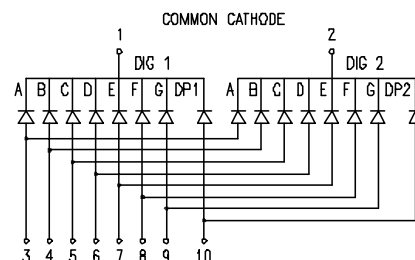 COMMON CATHODE
1 2
DIG 1 DIG 2
A B C D E F G DP1 A B C D E F G DP2
3 4 5 6 7 8 9 10